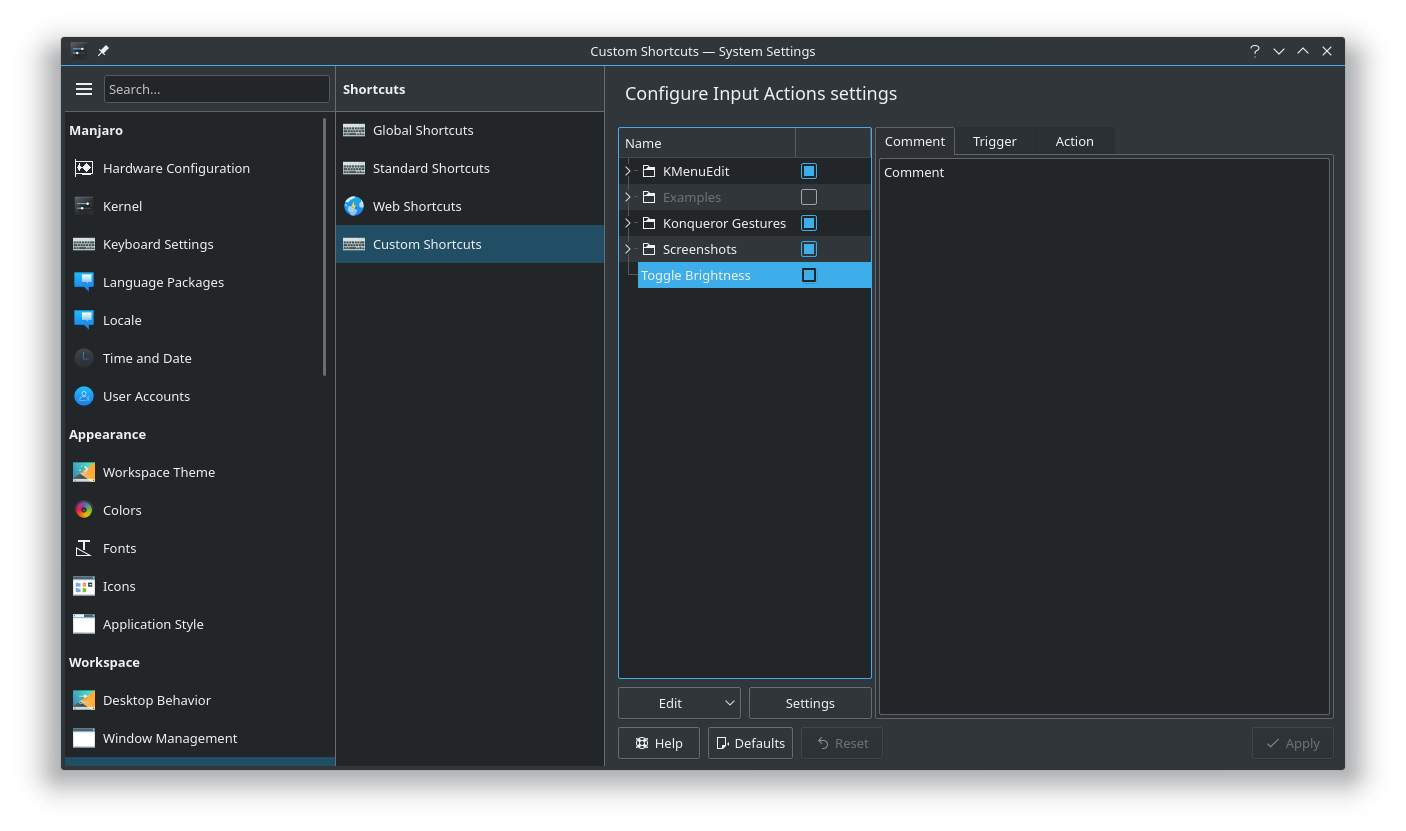 Custom Shortcuts — System Settings
Search...
Manjaro
Hardware Configuration
Kernel
Keyboard Settings
Language Packages
Locale
Time and Date
User Accounts
Appearance
Workspace Theme
Colors
Fonts
Icons
Application Style
Workspace
Desktop Behavior
Window Management
Shortcuts
Global Shortcuts
Standard Shortcuts
Web Shortcuts
Custom Shortcuts
Configure Input Actions settings
Name
KMenuEdit
Examples
Konqueror Gestures
Screenshots
Toggle Brightness
Edit
Settings
Comment
Trigger
Action
Comment
Help
Defaults
Reset
Apply